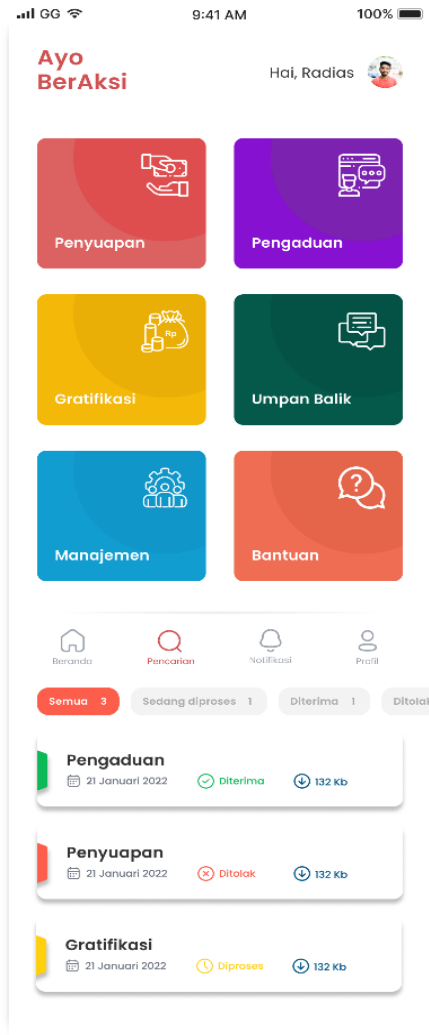 GG 9:41 AM 100%
Ayo
BerAksi
Hai, Radias
Penyuapan
Pengaduan
Rp
Gratifikasi
Umpan Balik
?
Manajemen
Bantuan
Beranda Pencarian Notifikasi Profil
Semua 3 Sedang diproses 1 Diterima 1 Ditolak
Pengaduan
21 Januari 2022 Diterima 132 Kb
Penyuapan
21 Januari 2022 Ditolak 132 Kb
Gratifikasi
21 Januari 2022 Diproses 132 Kb